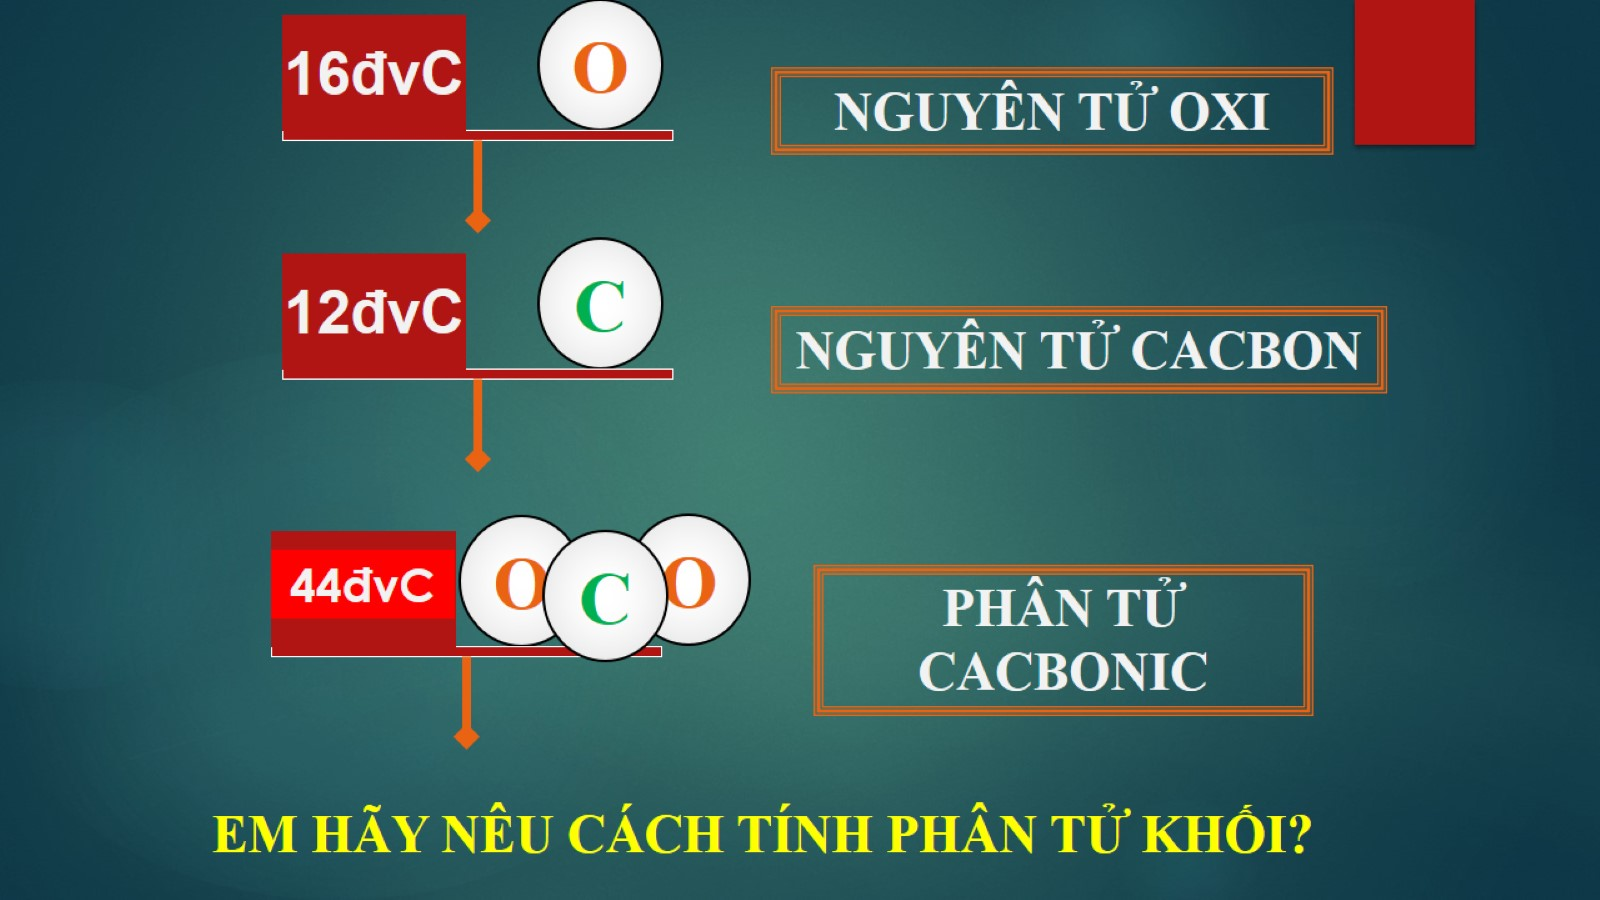 16đvC
O
NGUYÊN TỬ OXI
12đvC
C
NGUYÊN TỬ CACBON
44đvC
O
C
O
PHÂN TỬ
CACBONIC
EM HÃY NÊU CÁCH TÍNH PHÂN TỬ KHỐI?